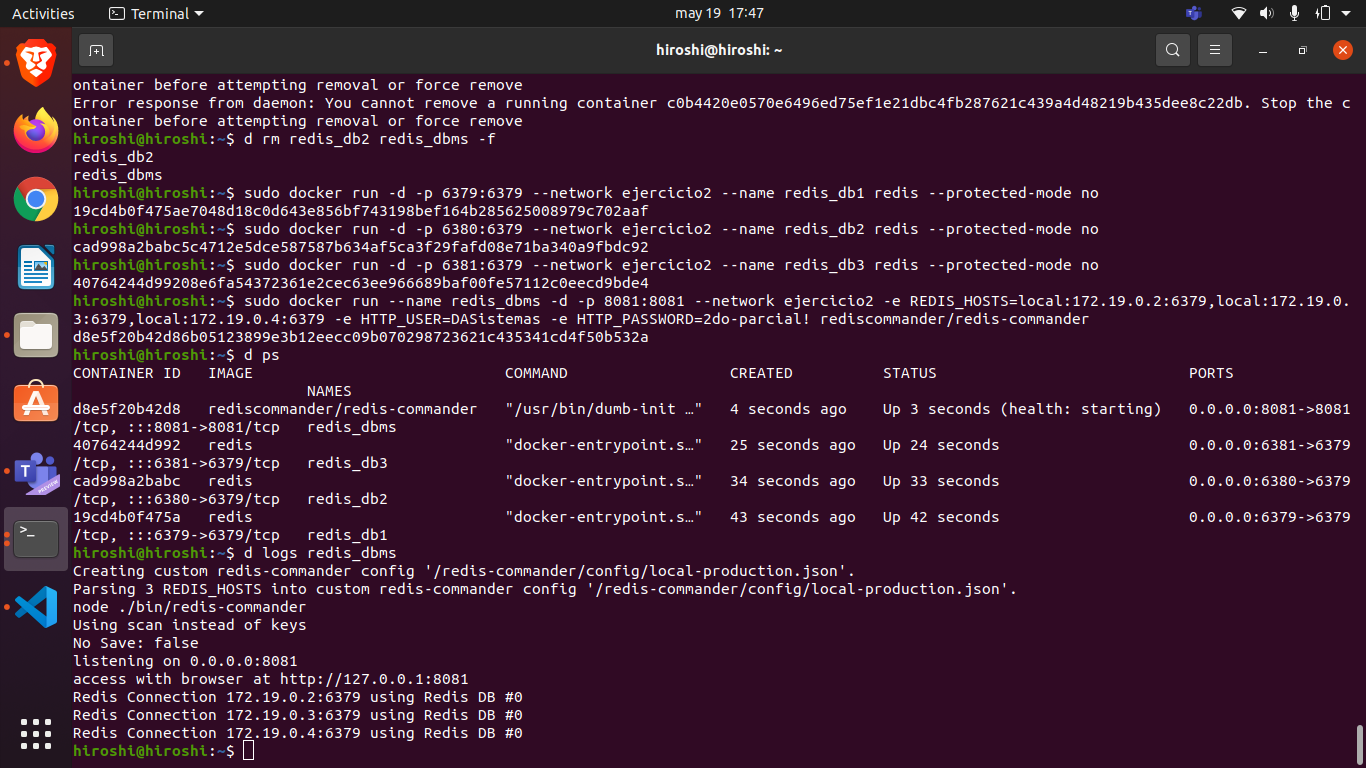 Activities
Terminal
may 19 17:47
hiroshi@hiroshi: ~
ontainer before attempting removal or force remove
Error response from daemon: You cannot remove a running container c0b4420e0570e6496ed75ef1e21dbc4fb287621c439a4d48219b435dee8c22db. Stop the c
ontainer before attempting removal or force remove
hiroshi@hiroshi:~$ d rm redis_db2 redis_dbms -f
redis_db2
redis_dbms
hiroshi@hiroshi:~$ sudo docker run -d -p 6379:6379 --network ejercicio2 --name redis_db1 redis --protected-mode no
19cd4b0f475ae7048d18c0d643e856bf743198bef164b285625008979c702aaf
hiroshi@hiroshi:~$ sudo docker run -d -p 6380:6379 --network ejercicio2 --name redis_db2 redis --protected-mode no
cad998a2babc5c4712e5dce587587b634af5ca3f29fafd08e71ba340a9fbdc92
hiroshi@hiroshi:~$ sudo docker run -d -p 6381:6379 --network ejercicio2 --name redis_db3 redis --protected-mode no
40764244d99208e6fa54372361e2cec63ee966689baf00fe57112c0eecd9bde4
hiroshi@hiroshi:~$ sudo docker run --name redis_dbms -d -p 8081:8081 --network ejercicio2 -e REDIS_HOSTS=local:172.19.0.2:6379,local:172.19.0.
3:6379,local:172.19.0.4:6379 -e HTTP_USER=DASistemas -e HTTP_PASSWORD=2do-parcial! rediscommander/redis-commander
d8e5f20b42d86b05123899e3b12eecc09b070298723621c435341cd4f50b532a
hiroshi@hiroshi:~$ d ps
CONTAINER ID   IMAGE                            COMMAND                  CREATED          STATUS                            PORTS
                          NAMES
d8e5f20b42d8   rediscommander/redis-commander   "/usr/bin/dumb-init …"   4 seconds ago    Up 3 seconds (health: starting)   0.0.0.0:8081->8081
/tcp, :::8081->8081/tcp   redis_dbms
40764244d992   redis                            "docker-entrypoint.s…"   25 seconds ago   Up 24 seconds                     0.0.0.0:6381->6379
/tcp, :::6381->6379/tcp   redis_db3
cad998a2babc   redis                            "docker-entrypoint.s…"   34 seconds ago   Up 33 seconds                     0.0.0.0:6380->6379
/tcp, :::6380->6379/tcp   redis_db2
19cd4b0f475a   redis                            "docker-entrypoint.s…"   43 seconds ago   Up 42 seconds                     0.0.0.0:6379->6379
/tcp, :::6379->6379/tcp   redis_db1
hiroshi@hiroshi:~$ d logs redis_dbms
Creating custom redis-commander config '/redis-commander/config/local-production.json'.
Parsing 3 REDIS_HOSTS into custom redis-commander config '/redis-commander/config/local-production.json'.
node ./bin/redis-commander
Using scan instead of keys
No Save: false
listening on 0.0.0.0:8081
access with browser at http://127.0.0.1:8081
Redis Connection 172.19.0.2:6379 using Redis DB #0
Redis Connection 172.19.0.3:6379 using Redis DB #0
Redis Connection 172.19.0.4:6379 using Redis DB #0
hiroshi@hiroshi:~$